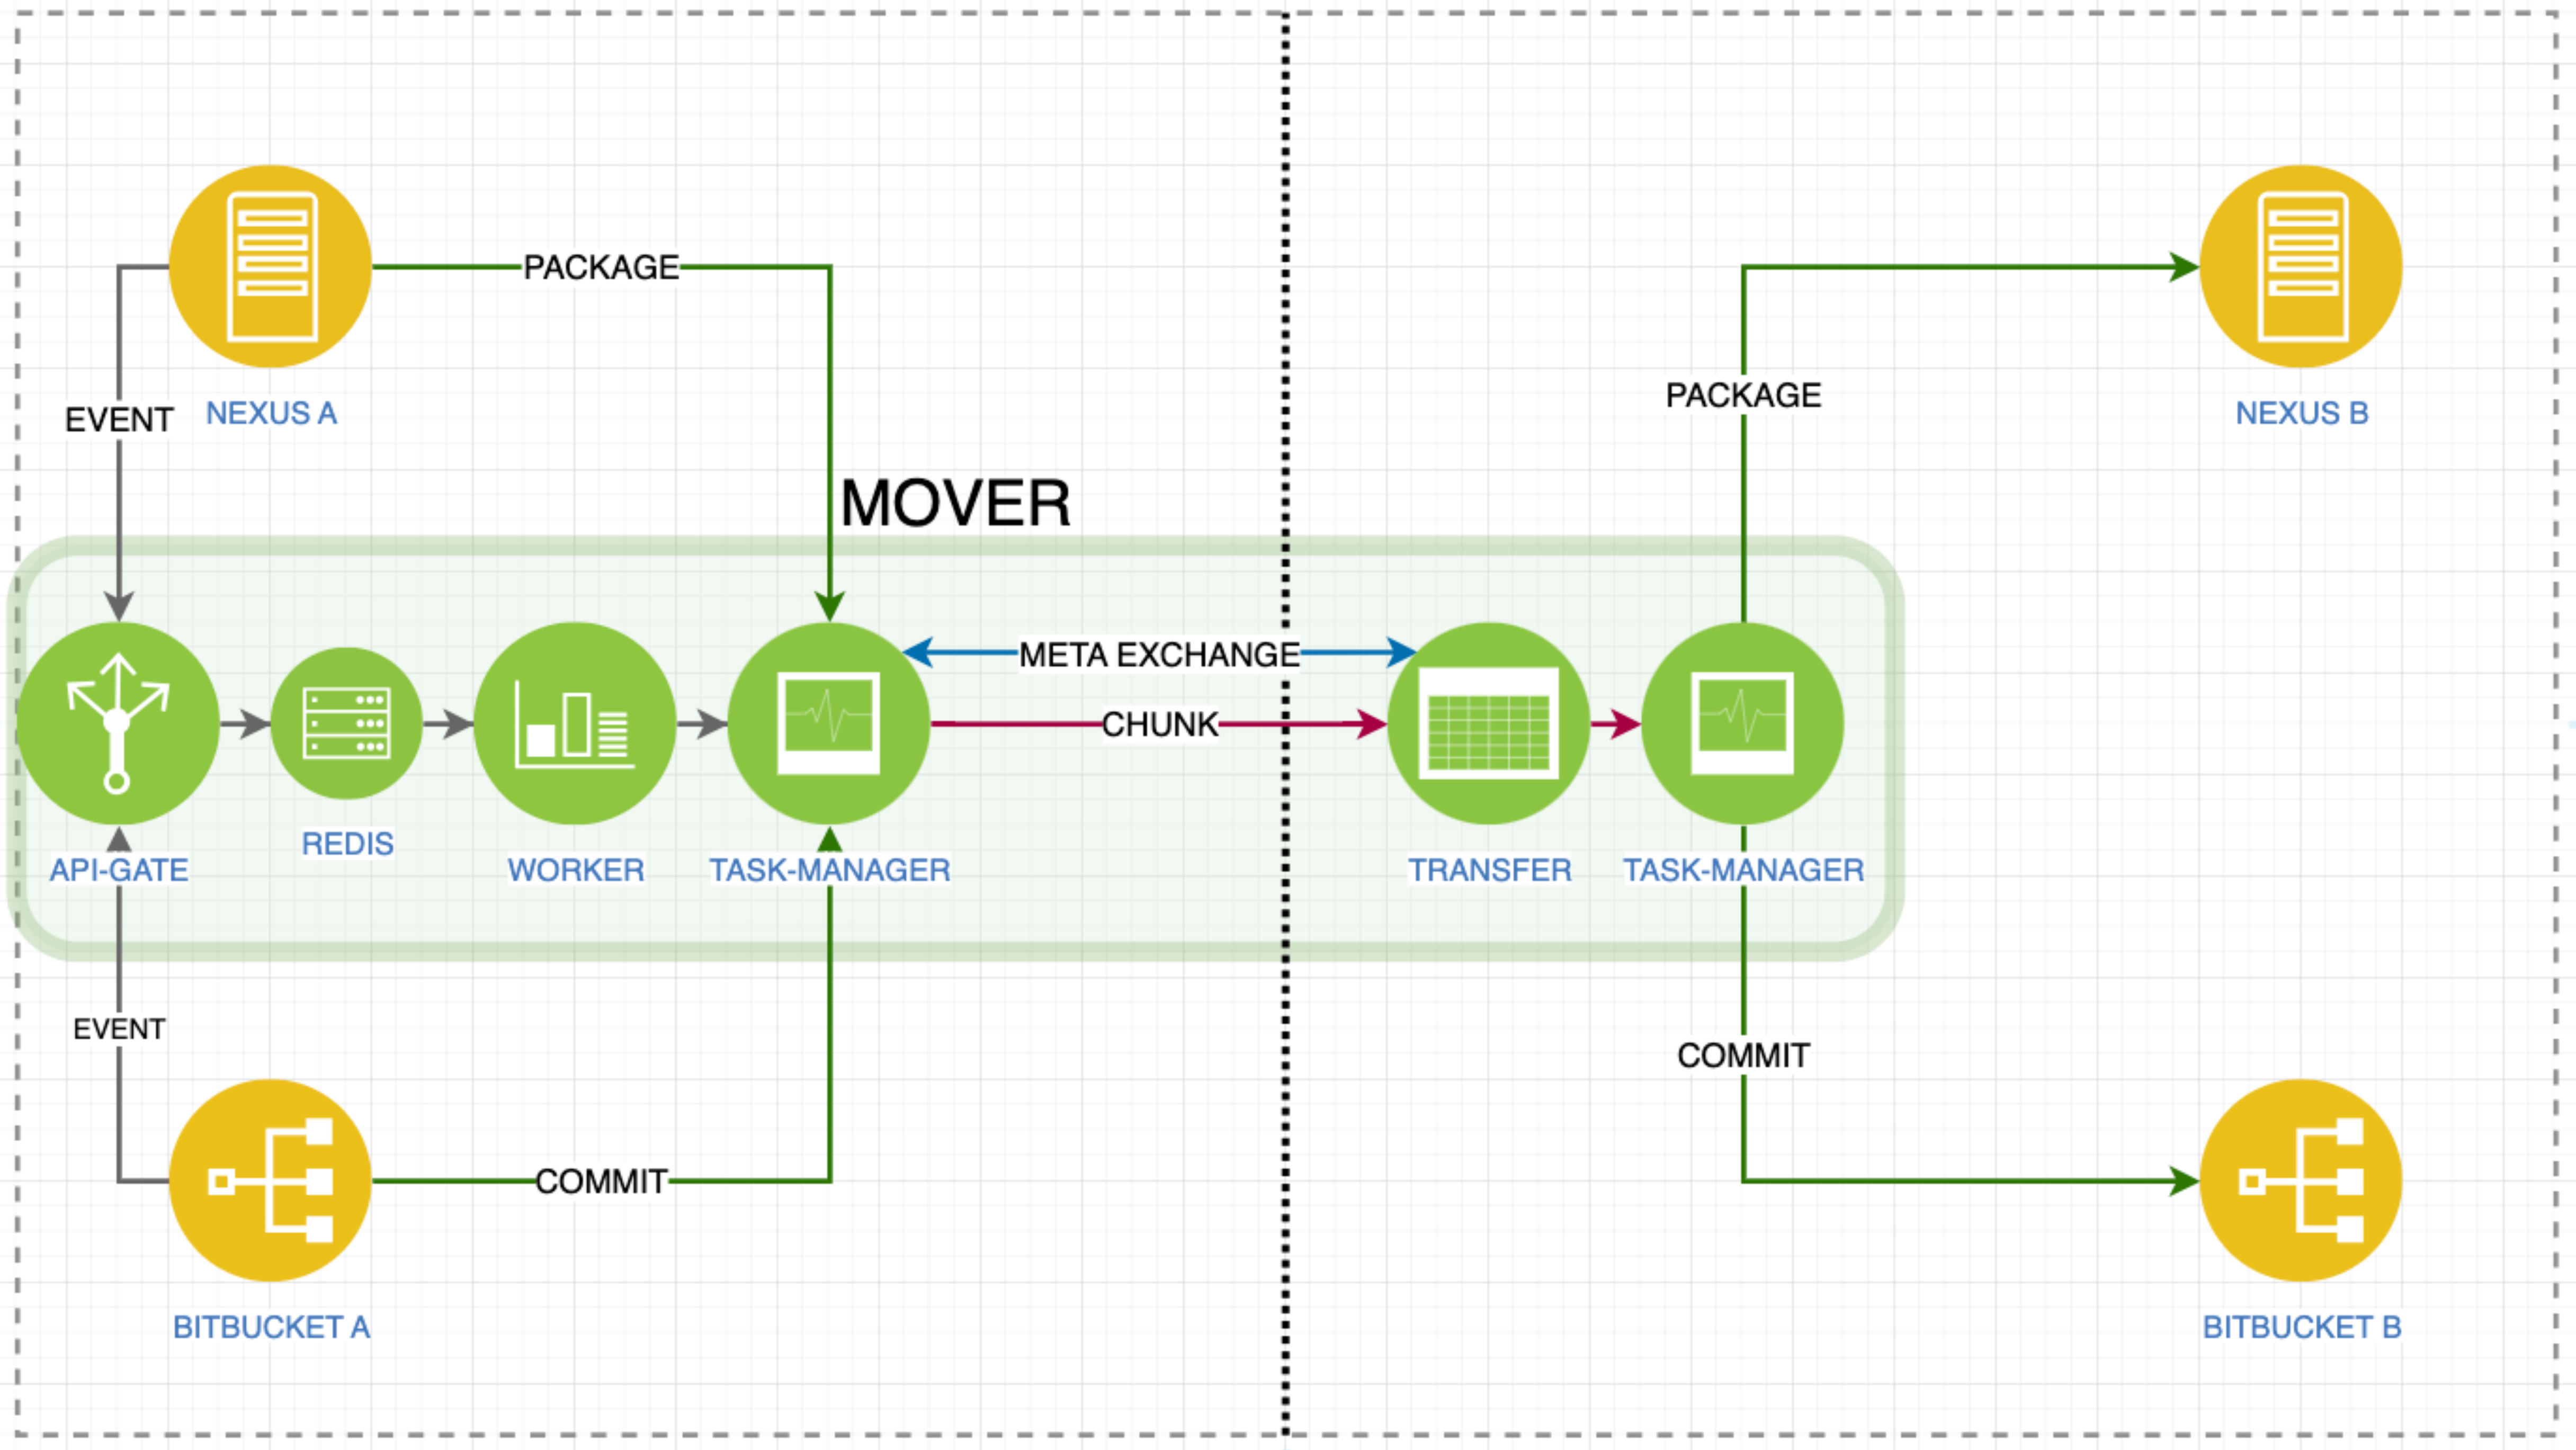 PACKAGE
EVENT
NEXUS A
PACKAGE
NEXUS B
MOVER
META EXCHANGE
CHUNK
API-GATE
REDIS
WORKER
TASK-MANAGER
TRANSFER
TASK-MANAGER
EVENT
COMMIT
COMMIT
BITBUCKET A
BITBUCKET B